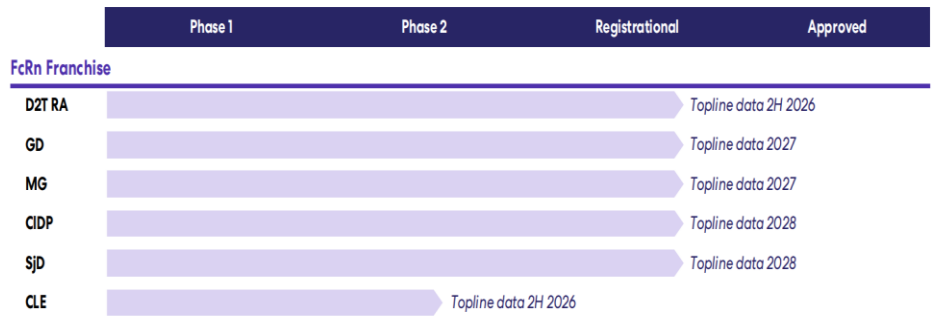 Phase 1 Phase 2 Registrational Approved
FcRn Franchise
D2T RA Topline data 2H 2026
GD Topline data 2027
MG Topline data 2027
CIDP Topline data 2028
SjD Topline data 2028
CLE Topline data 2H 2026